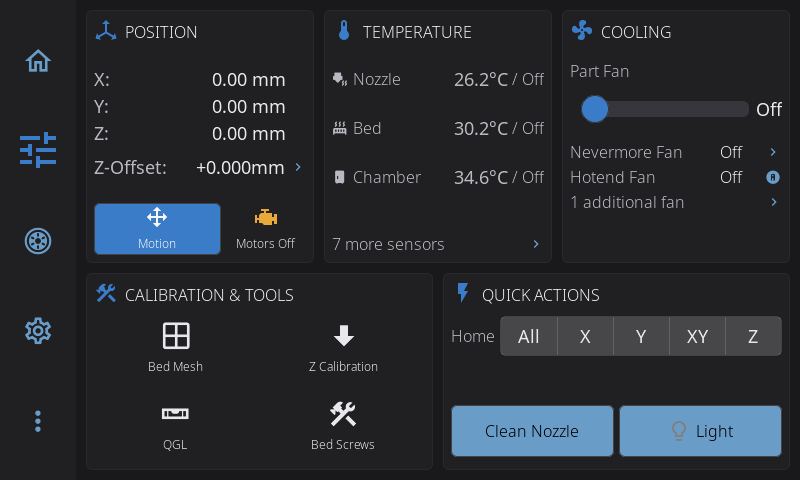 POSITION
X: 0.00 mm
Y: 0.00 mm
Z: 0.00 mm
Z-Offset: +0.000mm
Motion
Motors Off
TEMPERATURE
Nozzle 26.2°C / Off
Bed 30.2°C / Off
Chamber 34.6°C / Off
7 more sensors
COOLING
Part Fan
Off
Nevermore Fan Off
Hotend Fan Off A
1 additional fan
CALIBRATION & TOOLS
Bed Mesh
Z Calibration
QGL
Bed Screws
QUICK ACTIONS
Home All X Y XY Z
Clean Nozzle
Light